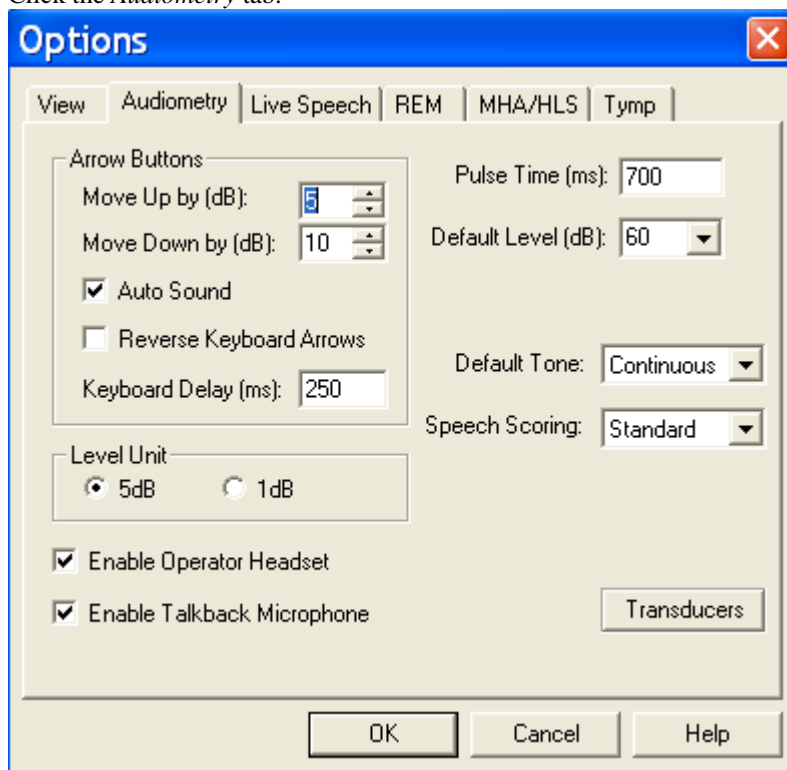 Click the Audiometry tab.
Options
View Audiometry Live Speech REM MHA/HLS Tymp
Arrow Buttons
Move Up by (dB): 5
Move Down by (dB): 10
Auto Sound
Reverse Keyboard Arrows
Keyboard Delay (ms): 250
Pulse Time (ms): 700
Default Level (dB): 60
Default Tone: Continuous
Speech Scoring: Standard
Level Unit
5dB 1dB
Enable Operator Headset
Enable Talkback Microphone
Transducers
OK Cancel Help